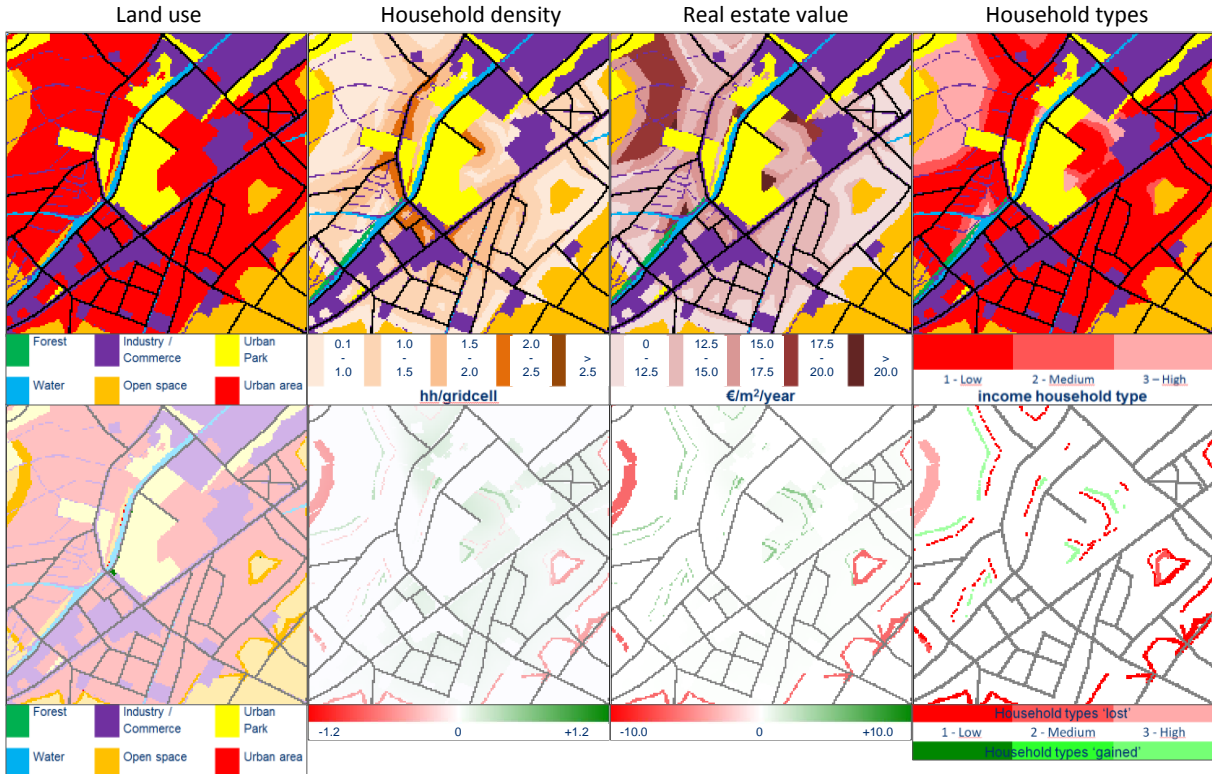 Land use
Household density
Real estate value
Household types
Forest
Industry /
Commerce
Urban
Park
Water
Open space
Urban area
0.1 1.0 1.5 2.0
- - - - >
1.0 1.5 2.0 2.5 2.5
hh/gridcell
0 12.5 15.0 17.5
- - - - >
12.5 15.0 17.5 20.0 20.0
€/m²/year
1 - Low 2 - Medium 3 – High
income household type
Forest
Industry /
Commerce
Urban
Park
Water
Open space
Urban area
-1.2 0 +1.2
-10.0 0 +10.0
Household types 'lost'
1 - Low 2 - Medium 3 - High
Household types 'gained'